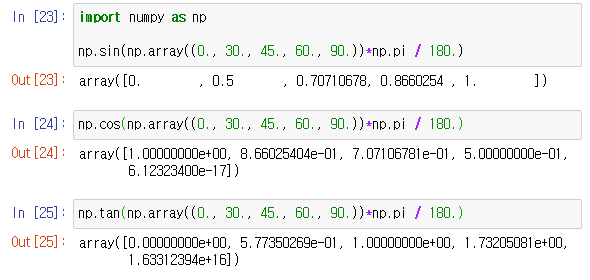 In [23]: import numpy as np
np.sin(np.array((0., 30., 45., 60., 90.))*np.pi / 180.)
Out[23]: array([0.        , 0.5       , 0.70710678, 0.8660254 , 1.        ])
In [24]: np.cos(np.array((0., 30., 45., 60., 90.))*np.pi / 180.)
Out[24]: array([1.00000000e+00, 8.66025404e-01, 7.07106781e-01, 5.00000000e-01,
6.12323400e-17])
In [25]: np.tan(np.array((0., 30., 45., 60., 90.))*np.pi / 180.)
Out[25]: array([0.00000000e+00, 5.77350269e-01, 1.00000000e+00, 1.73205081e+00,
1.63312394e+16])